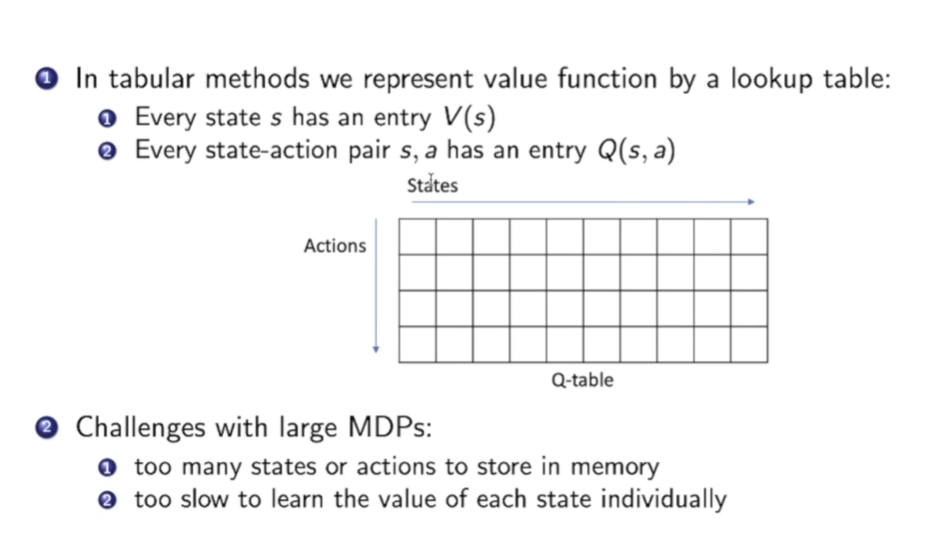 1 In tabular methods we represent value function by a lookup table:
1 Every state s has an entry V(s)
2 Every state-action pair s, a has an entry Q(s, a)
States
Actions
Q-table
2 Challenges with large MDPs:
1 too many states or actions to store in memory
2 too slow to learn the value of each state individually